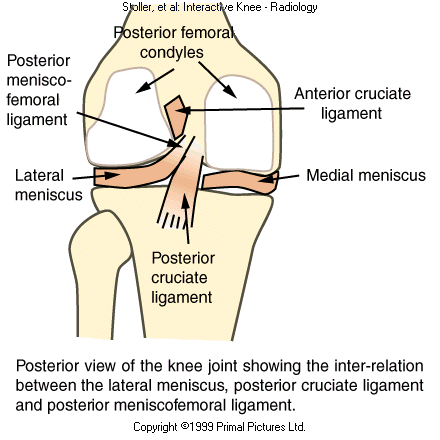 Stoller, et al: Interactive Knee - Radiology
Posterior femoral
condyles
Posterior
menisco-
femoral
ligament
Anterior cruciate
ligament
Lateral
meniscus
Medial meniscus
Posterior
cruciate
ligament
Posterior view of the knee joint showing the inter-relation
between the lateral meniscus, posterior cruciate ligament
and posterior meniscofemoral ligament.
Copyright ©1999 Primal Pictures Ltd.